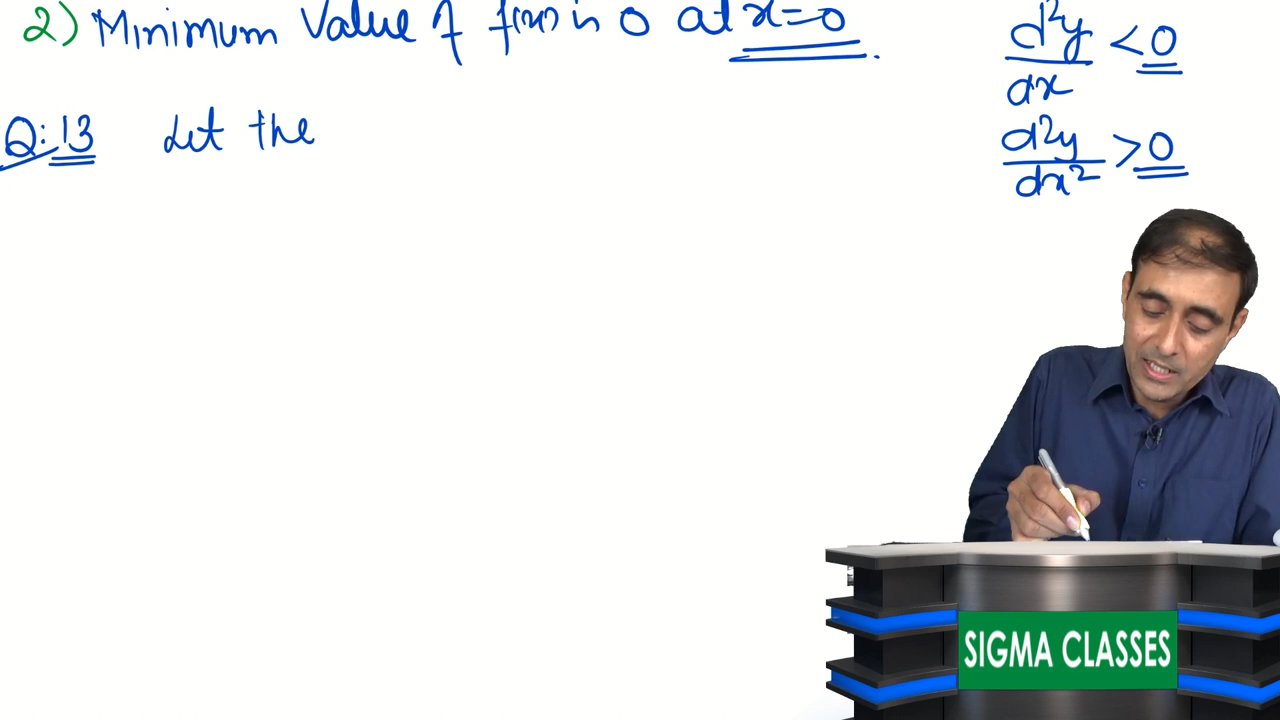 2) Minimum Value of f(x) is 0 at x=0.
d²y/dx < 0
Q:13 Let the
d²y/dx² > 0
SIGMA CLASSES